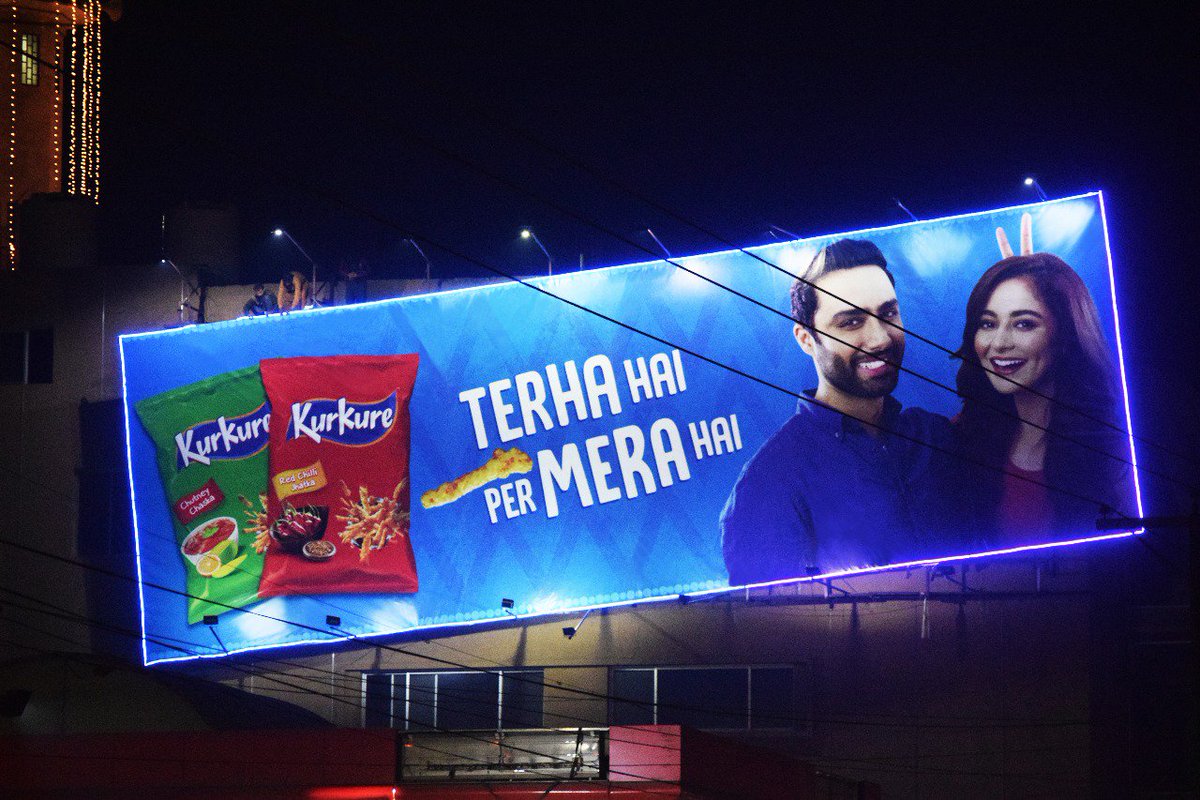 Kurkure
Chutney
Chaska
Kurkure
Red Chilli
Jhatka
TERHA HAI
PER MERA HAI